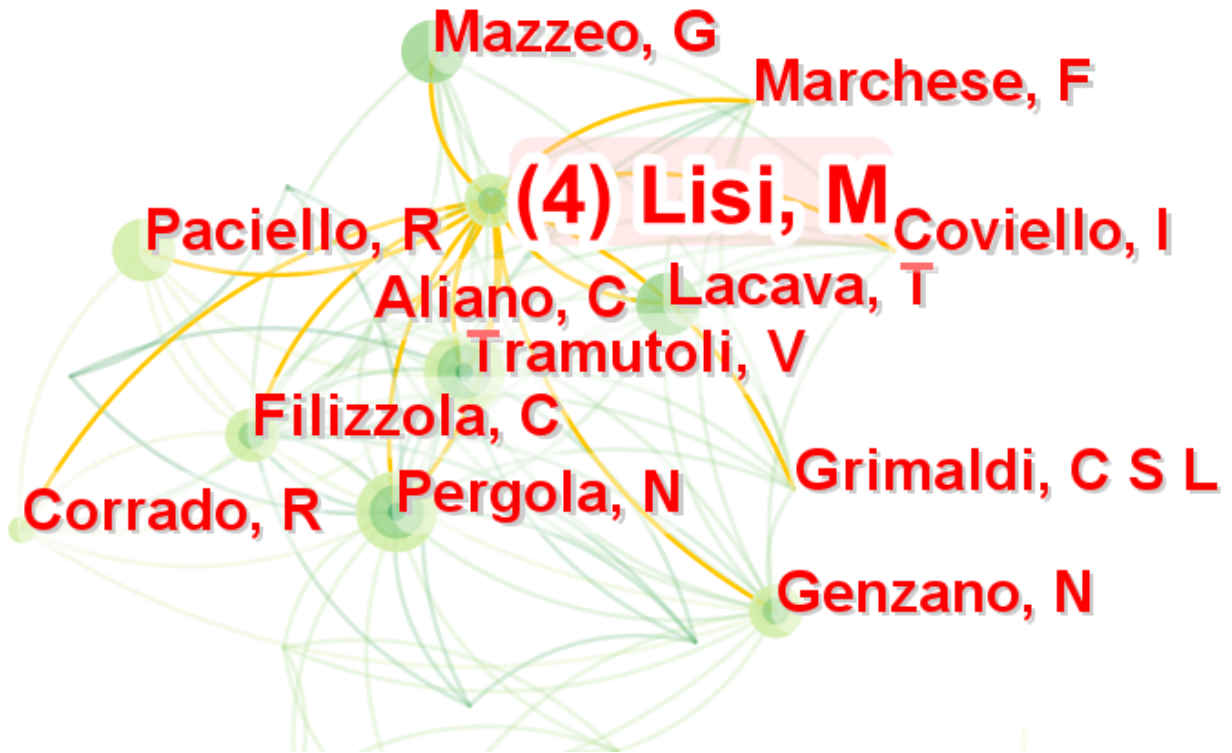 Mazzeo, G
Marchese, F
(4) Lisi, M
Paciello, R
Coviello, I
Aliano, C
Lacava, T
Tramutoli, V
Filizzola, C
Grimaldi, C S L
Pergola, N
Corrado, R
Genzano, N